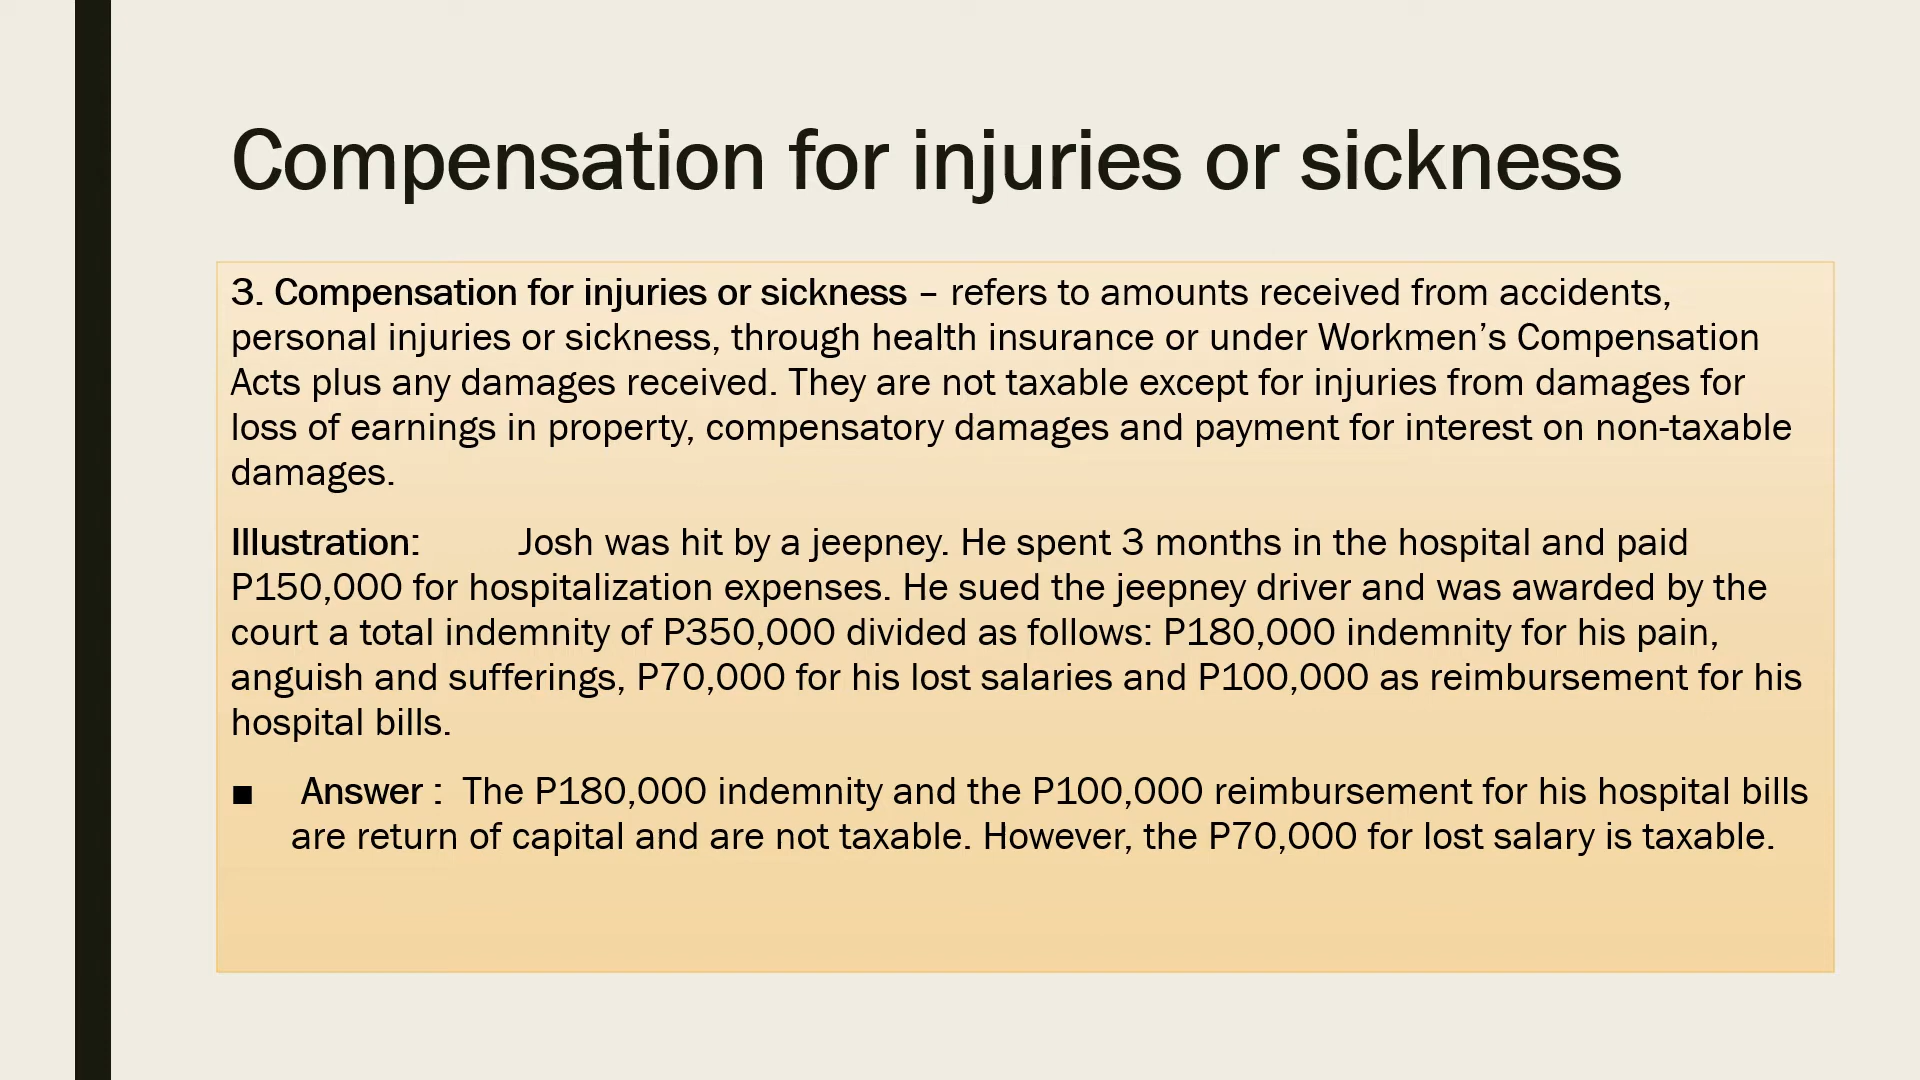 Compensation for injuries or sickness
3. Compensation for injuries or sickness – refers to amounts received from accidents,
personal injuries or sickness, through health insurance or under Workmen’s Compensation
Acts plus any damages received. They are not taxable except for injuries from damages for
loss of earnings in property, compensatory damages and payment for interest on non-taxable
damages.
Illustration: Josh was hit by a jeepney. He spent 3 months in the hospital and paid
P150,000 for hospitalization expenses. He sued the jeepney driver and was awarded by the
court a total indemnity of P350,000 divided as follows: P180,000 indemnity for his pain,
anguish and sufferings, P70,000 for his lost salaries and P100,000 as reimbursement for his
hospital bills.
■ Answer : The P180,000 indemnity and the P100,000 reimbursement for his hospital bills
are return of capital and are not taxable. However, the P70,000 for lost salary is taxable.